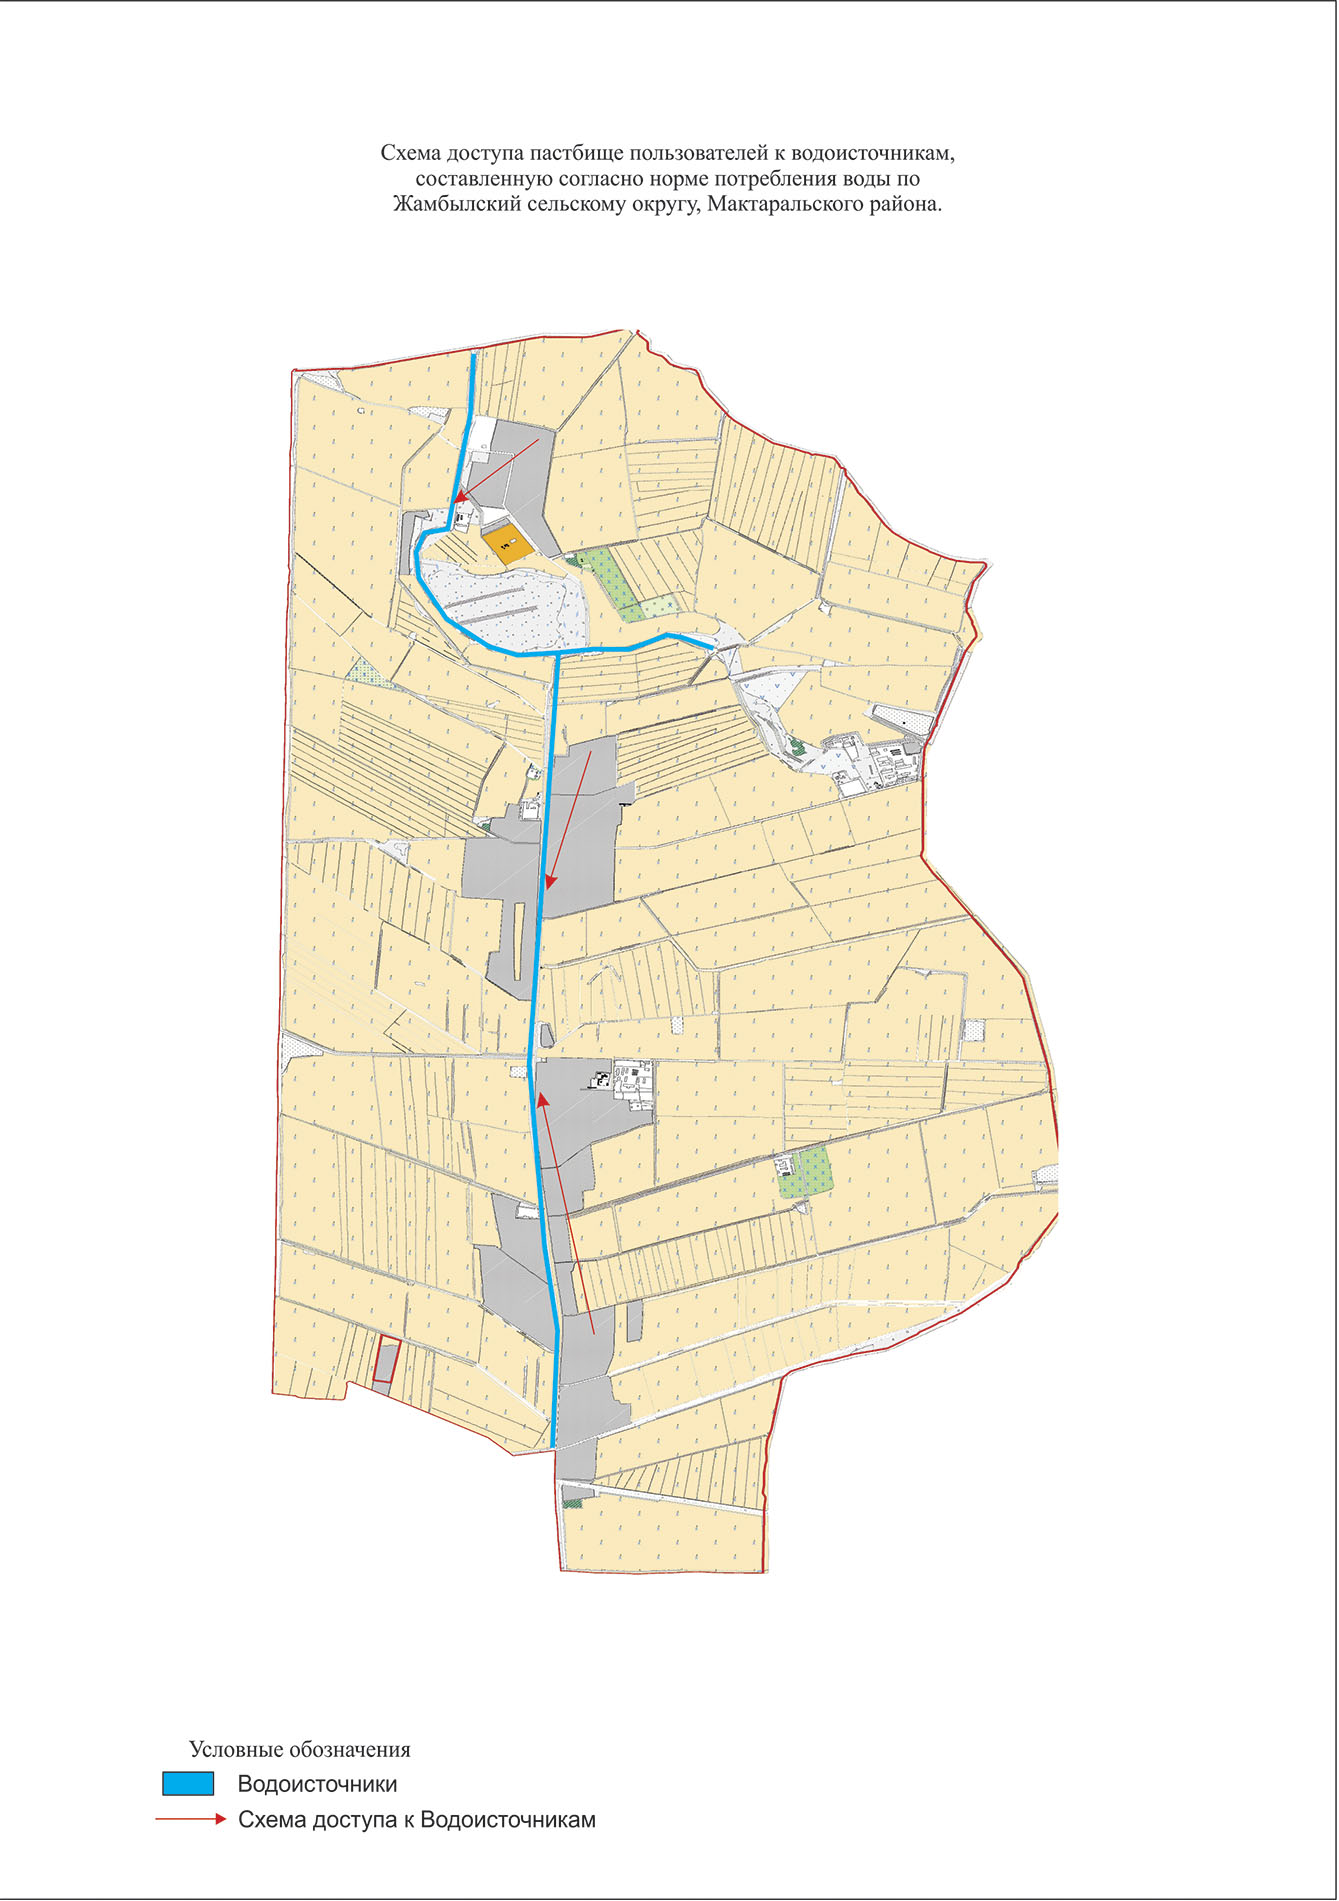 Схема доступа пастбище пользователей к водоисточникам,
составленную согласно норме потребления воды по
Жамбылский сельскому округу, Мактаральского района.
Условные обозначения
Водоисточники
Схема доступа к Водоисточникам